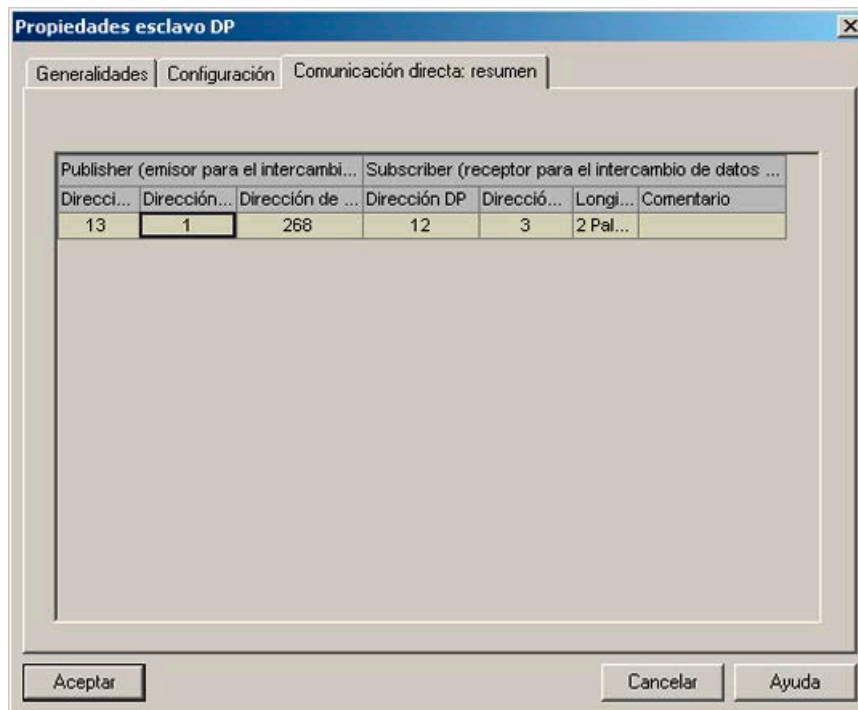 Propiedades esclavo DP
Generalidades Configuración Comunicación directa: resumen
Publisher (emisor para el intercambi... Subscriber (receptor para el intercambio de datos ...
Direcci... Dirección... Dirección de ... Dirección DP Direcció... Longi... Comentario
13 1 268 12 3 2 Pal...
Aceptar Cancelar Ayuda